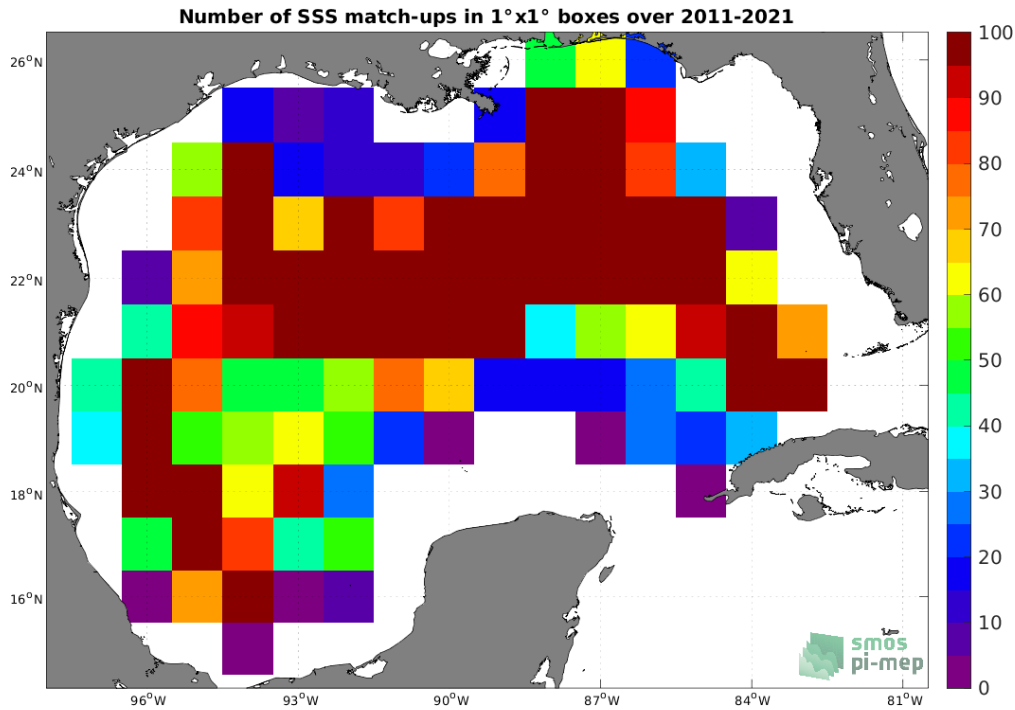 Number of SSS match-ups in 1°x1° boxes over 2011-2021
26°N
24°N
22°N
20°N
18°N
16°N
96°W 93°W 90°W 87°W 84°W 81°W
100
90
80
70
60
50
40
30
20
10
0
smos
pi-mep